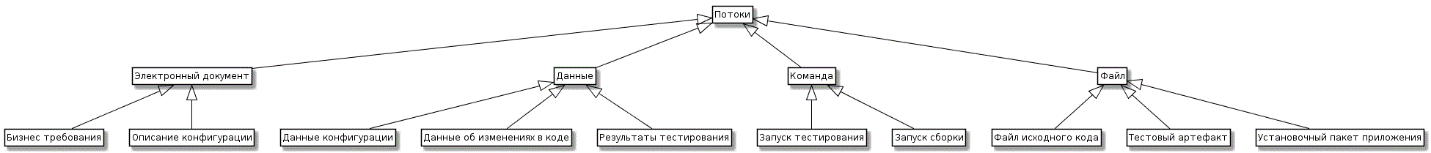 Потоки
Электронный документ
Данные
Команда
Файл
Бизнес требования
Описание конфигурации
Данные конфигурации
Данные об изменениях в коде
Результаты тестирования
Запуск тестирования
Запуск сборки
Файл исходного кода
Тестовый артефакт
Установочный пакет приложения